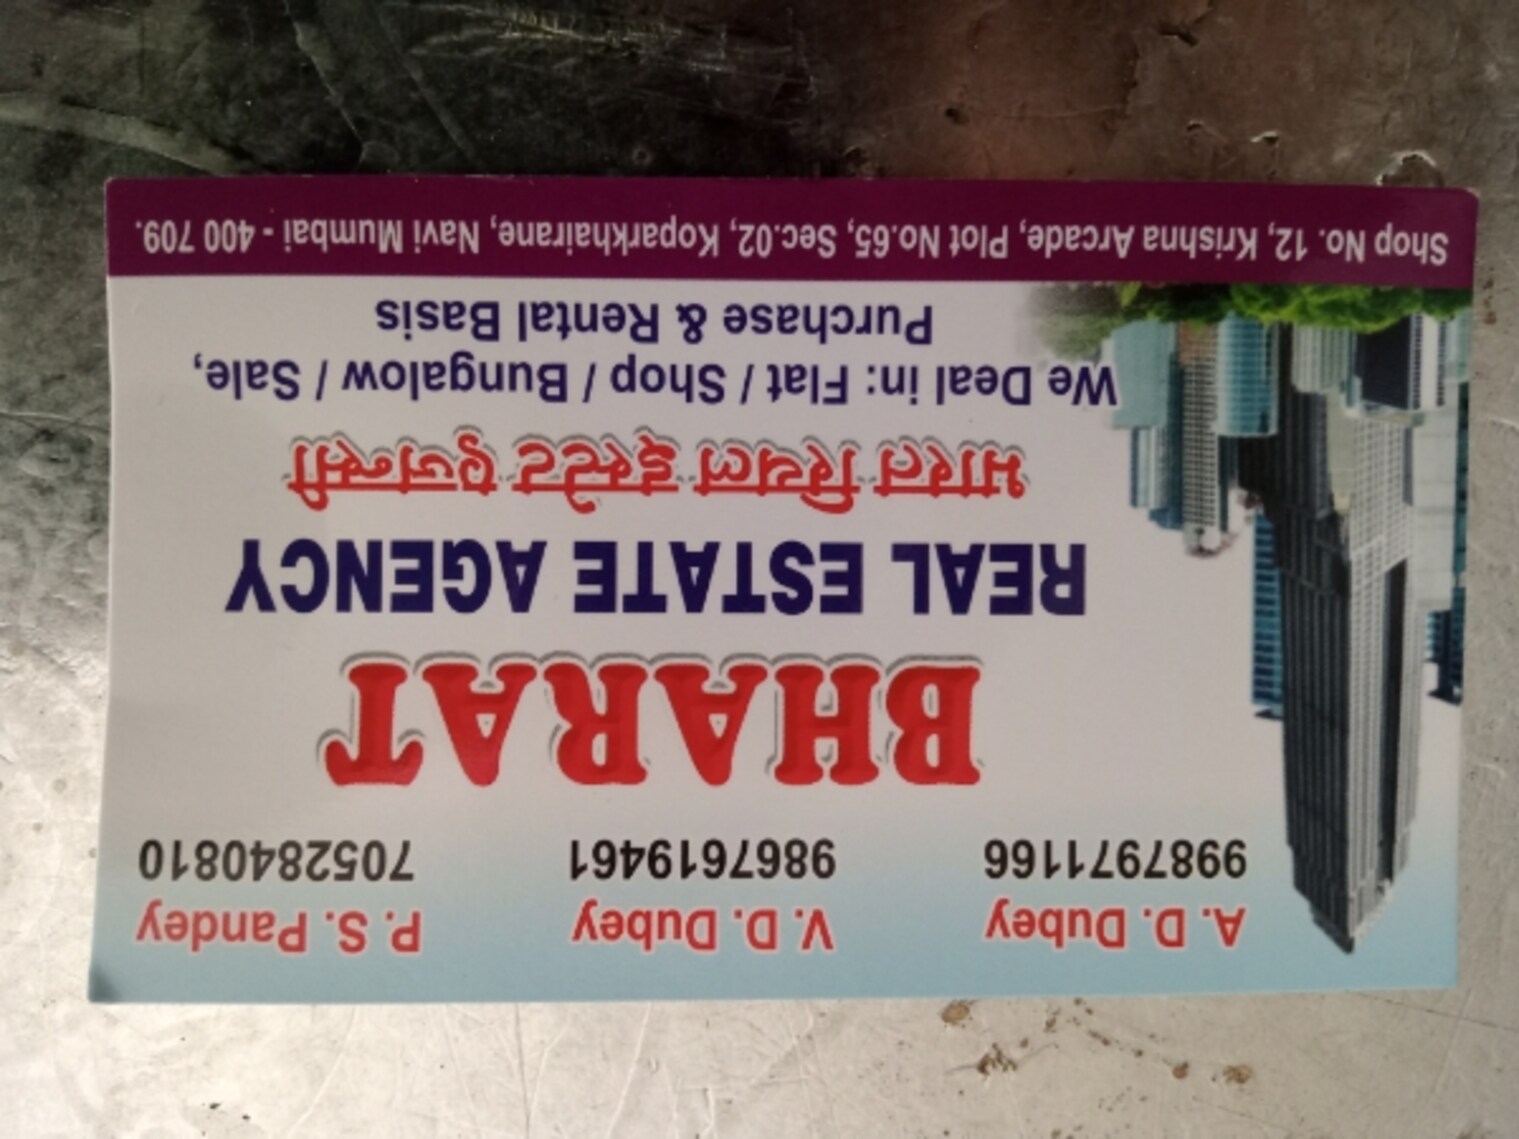 A. D. Dubey V. D. Dubey P. S. Pandey
9987971166 9867619461 7052840810
BHARAT
REAL ESTATE AGENCY
भारत रियल इस्टेट एजन्सी
We Deal in: Flat / Shop / Bungalow / Sale,
Purchase & Rental Basis
Shop No. 12, Krishna Arcade, Plot No.65, Sec.02, Koparkhairane, Navi Mumbai - 400 709.